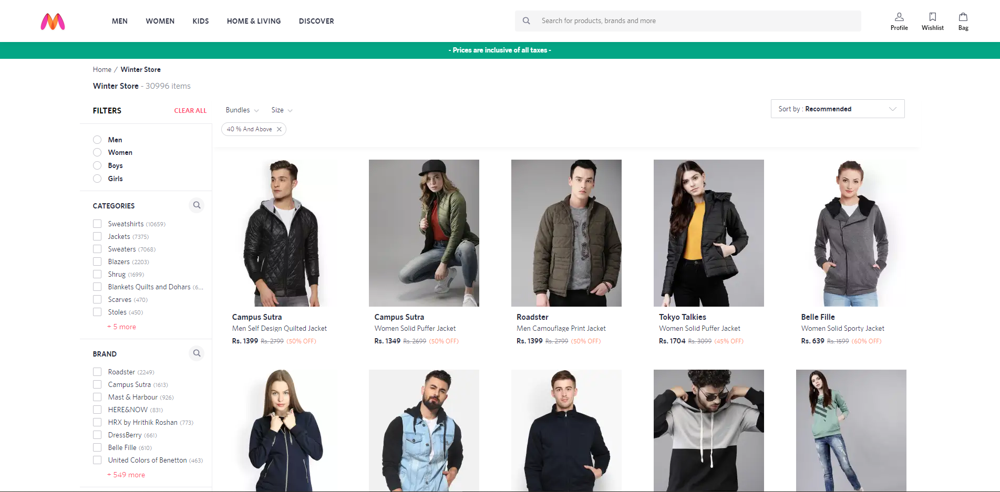 MEN WOMEN KIDS HOME & LIVING DISCOVER
Search for products, brands and more
Profile Wishlist Bag
- Prices are inclusive of all taxes -
Home / Winter Store
Winter Store - 30996 items
FILTERS CLEAR ALL
Bundles Size
Sort by : Recommended
40 % And Above
Men
Women
Boys
Girls
CATEGORIES
Sweatshirts (10659)
Jackets (7375)
Sweaters (7068)
Blazers (2203)
Shrug (1699)
Blankets Quilts and Dohars (6...
Scarves (470)
Stoles (450)
+ 5 more
BRAND
Roadster (2249)
Campus Sutra (1613)
Mast & Harbour (926)
HERE&NOW (831)
HRX by Hrithik Roshan (773)
DressBerry (661)
Belle Fille (610)
United Colors of Benetton (463)
+ 549 more
Campus Sutra
Men Self Design Quilted Jacket
Rs. 1399 Rs. 2799 (50% OFF)
Campus Sutra
Women Solid Puffer Jacket
Rs. 1349 Rs. 2699 (50% OFF)
Roadster
Men Camouflage Print Jacket
Rs. 1399 Rs. 2799 (50% OFF)
Tokyo Talkies
Women Solid Puffer Jacket
Rs. 1704 Rs. 3099 (45% OFF)
Belle Fille
Women Solid Sporty Jacket
Rs. 639 Rs. 1599 (60% OFF)